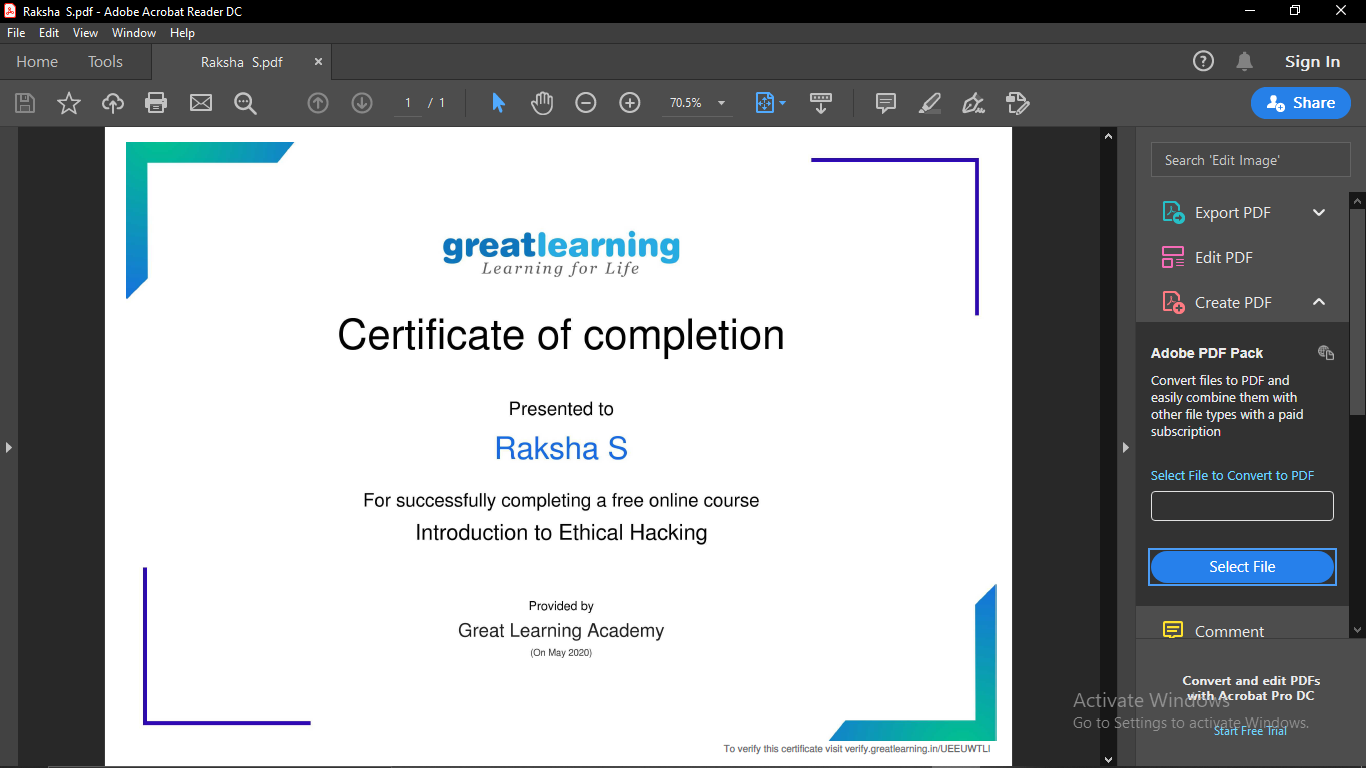 Raksha S.pdf - Adobe Acrobat Reader DC
File Edit View Window Help
Home Tools Raksha S.pdf × Sign In
1 / 1 70.5% Share
Search 'Edit Image'
Export PDF
Edit PDF
Create PDF
Adobe PDF Pack
Convert files to PDF and
easily combine them with
other file types with a paid
subscription
Select File to Convert to PDF
Select File
Comment
Convert and edit PDFs
with Acrobat Pro DC
Start Free Trial
Activate Windows
Go to Settings to activate Windows.
greatlearning
Learning for Life
Certificate of completion
Presented to
Raksha S
For successfully completing a free online course
Introduction to Ethical Hacking
Provided by
Great Learning Academy
(On May 2020)
To verify this certificate visit verify.greatlearning.in/UEEUWTLI